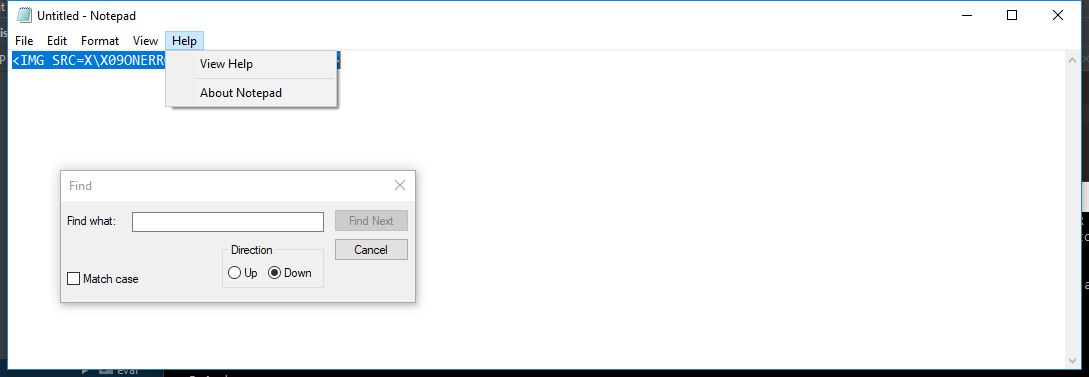 Untitled - Notepad
File Edit Format View Help
<IMG SRC=X\X09ONERR
View Help
About Notepad
Find
Find what:
Find Next
Direction
Cancel
Up Down
Match case
eval